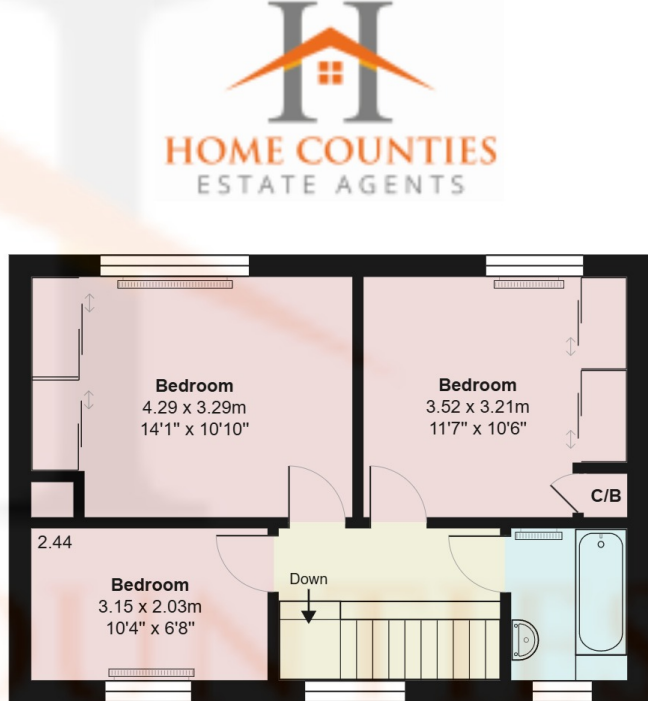 H
HOME COUNTIES
ESTATE AGENTS
Bedroom
4.29 x 3.29m
14'1" x 10'10"
Bedroom
3.52 x 3.21m
11'7" x 10'6"
C/B
2.44
Bedroom
3.15 x 2.03m
10'4" x 6'8"
Down